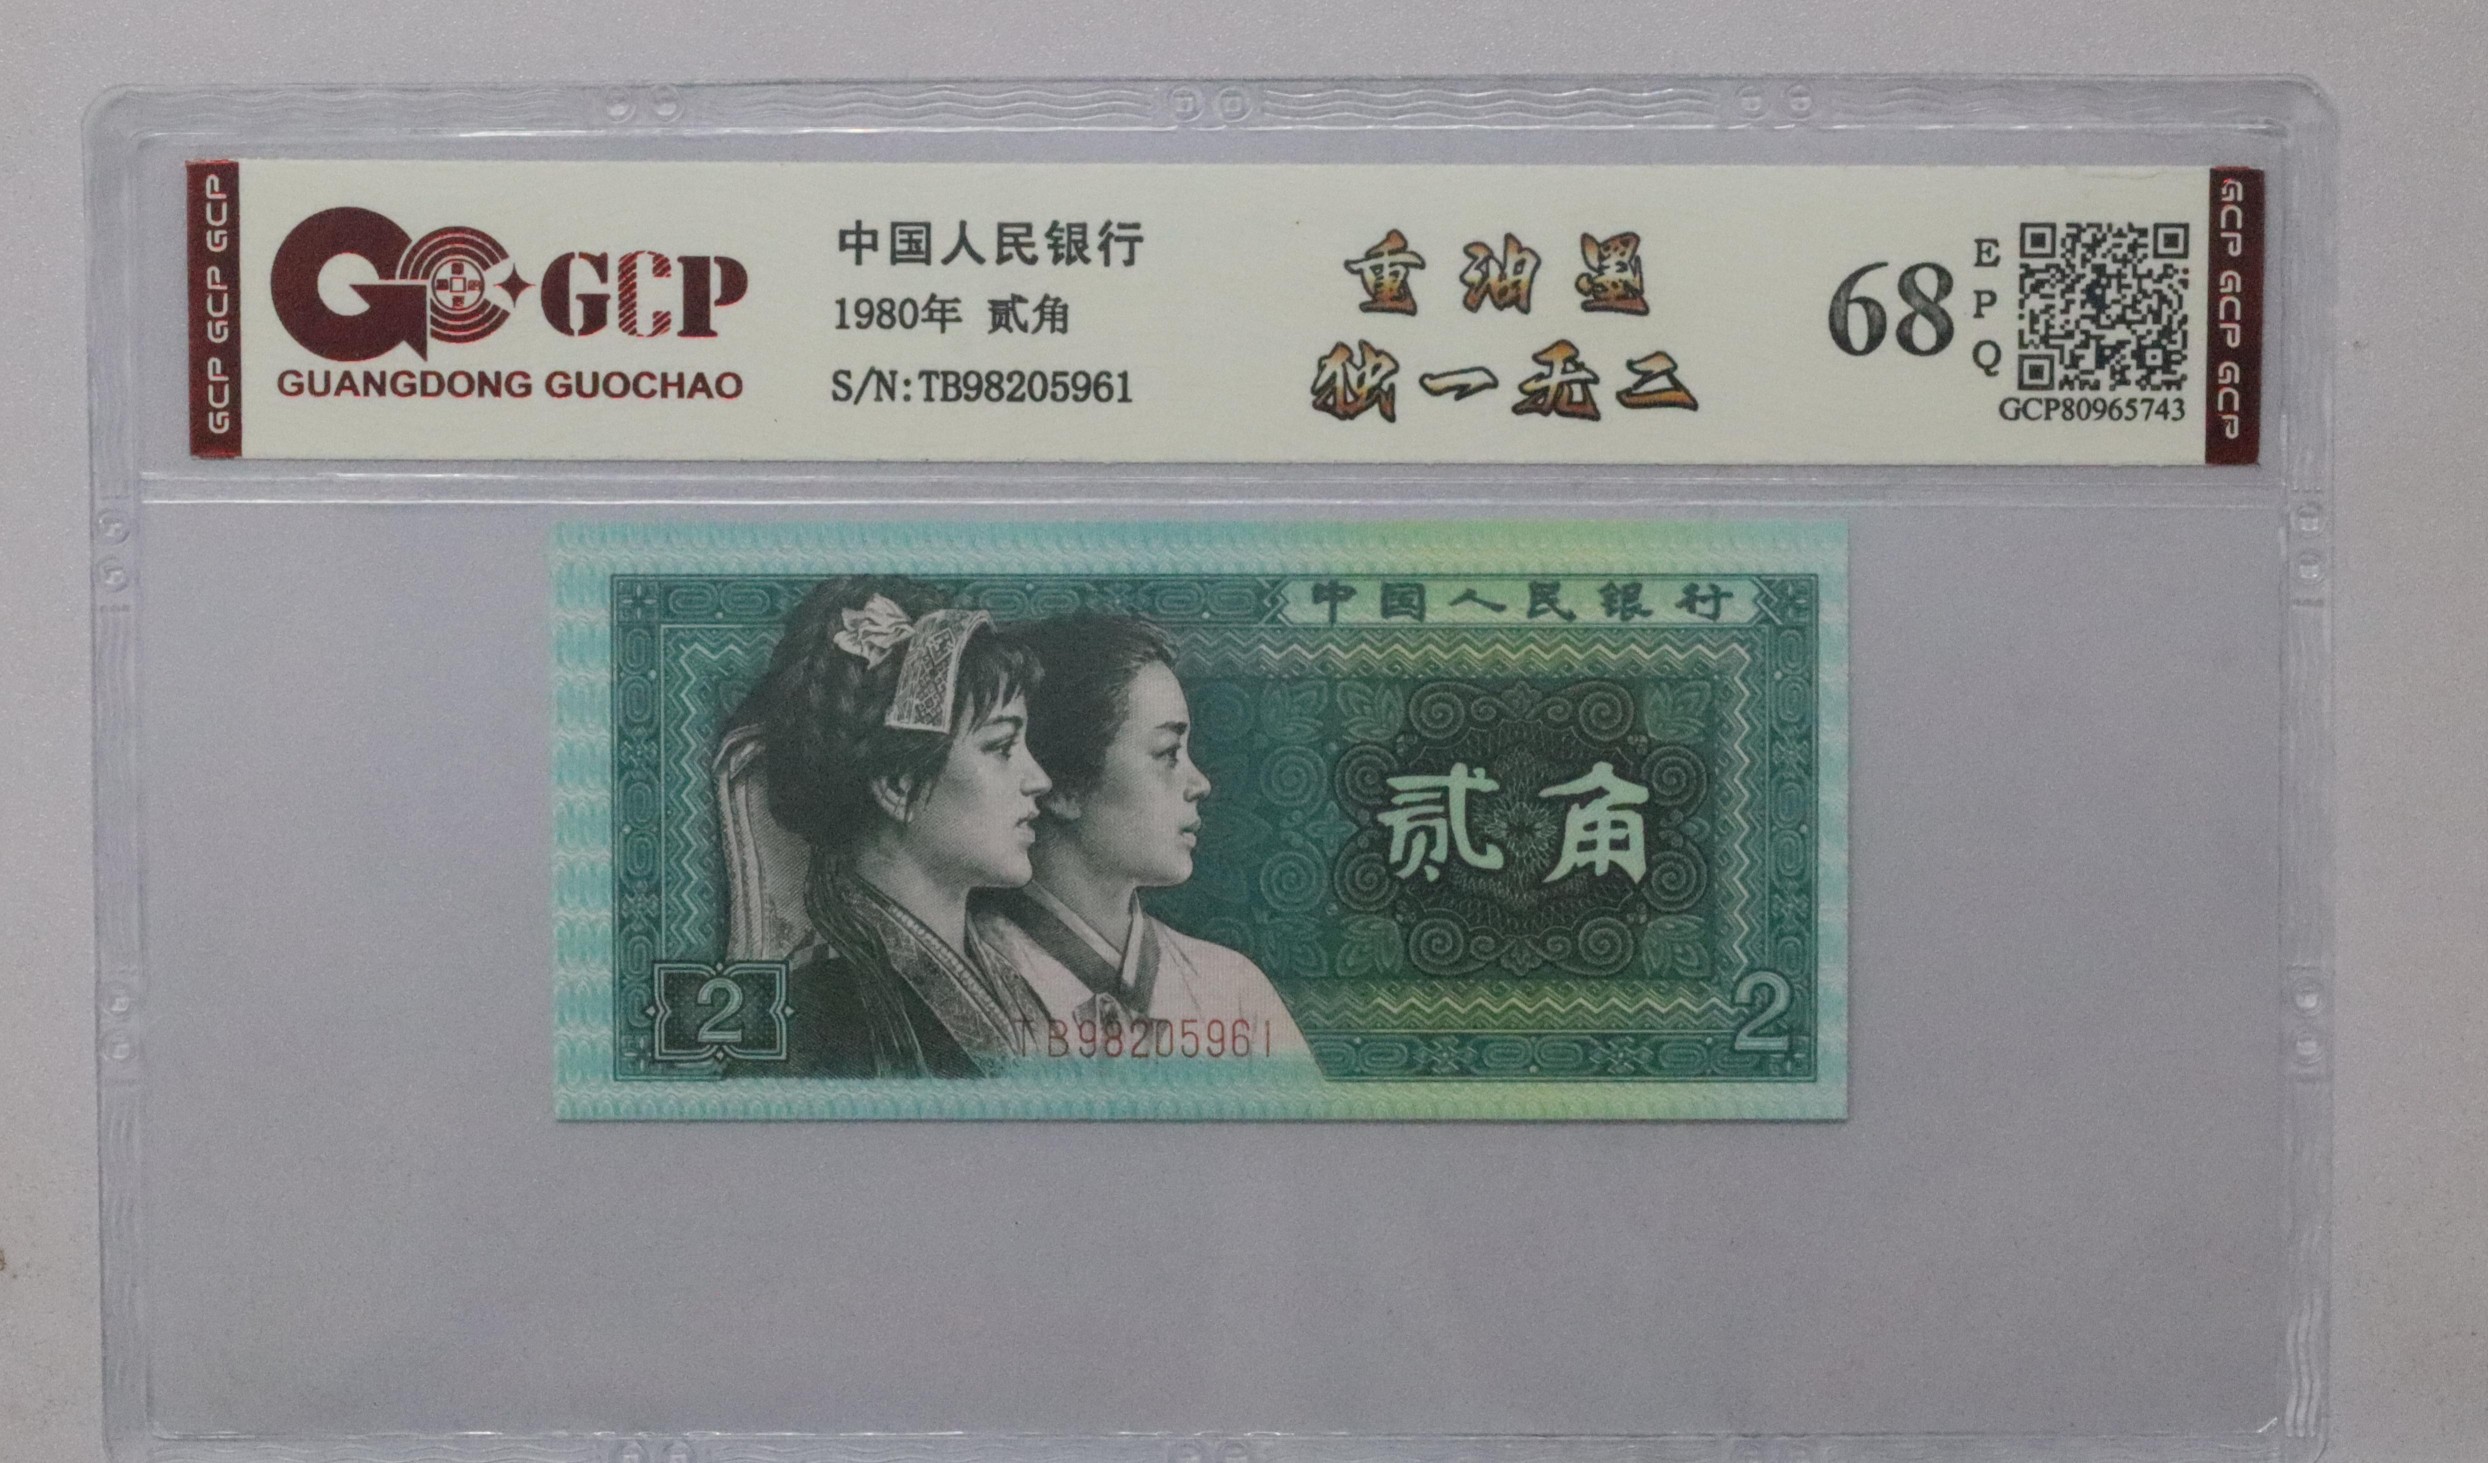 GCP GCP GCP
GCP
GUANGDONG GUOCHAO
中国人民银行
1980年 贰角
S/N:TB98205961
重油墨
独一无二
68
E
P
Q
GCP80965743
GCP GCP GCP
中国人民银行
贰角
2
TB98205961
2